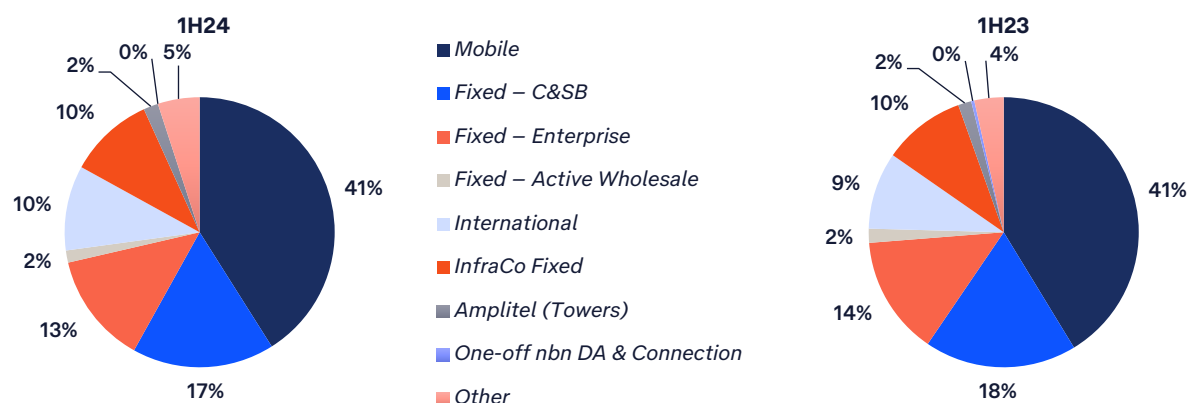 1H24
0% 5%
2%
10%
41%
10%
2%
13%
17%
Mobile
Fixed – C&SB
Fixed – Enterprise
Fixed – Active Wholesale
International
InfraCo Fixed
Amplitel (Towers)
One-off nbn DA & Connection
Other
1H23
0% 4%
2%
10%
9%
41%
2%
14%
18%